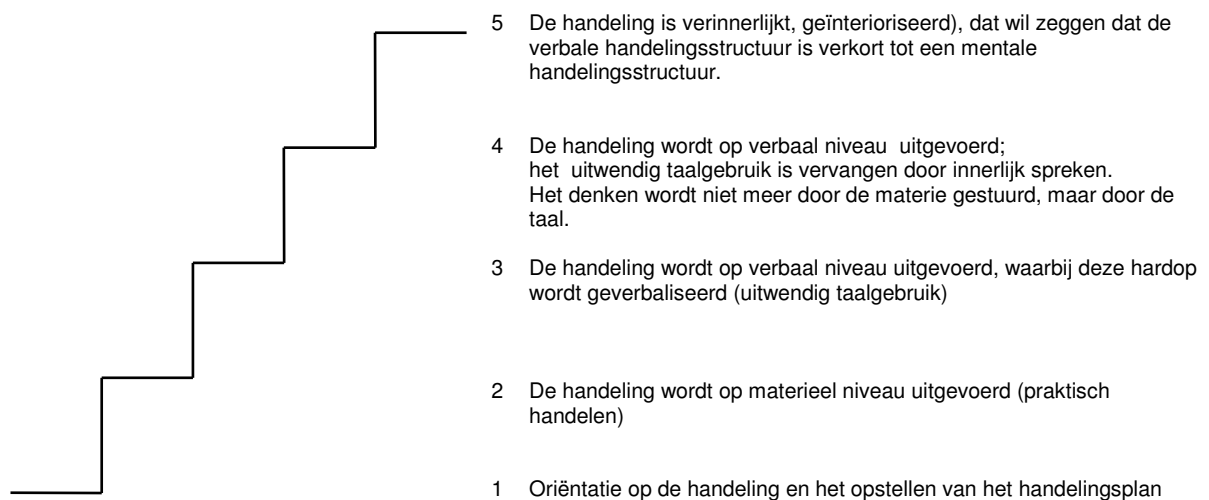 5 De handeling is verinnerlijkt, geïnterioriseerd), dat wil zeggen dat de
verbale handelingsstructuur is verkort tot een mentale
handelingsstructuur.
4 De handeling wordt op verbaal niveau uitgevoerd;
het uitwendig taalgebruik is vervangen door innerlijk spreken.
Het denken wordt niet meer door de materie gestuurd, maar door de
taal.
3 De handeling wordt op verbaal niveau uitgevoerd, waarbij deze hardop
wordt geverbaliseerd (uitwendig taalgebruik)
2 De handeling wordt op materieel niveau uitgevoerd (praktisch
handelen)
1 Oriëntatie op de handeling en het opstellen van het handelingsplan